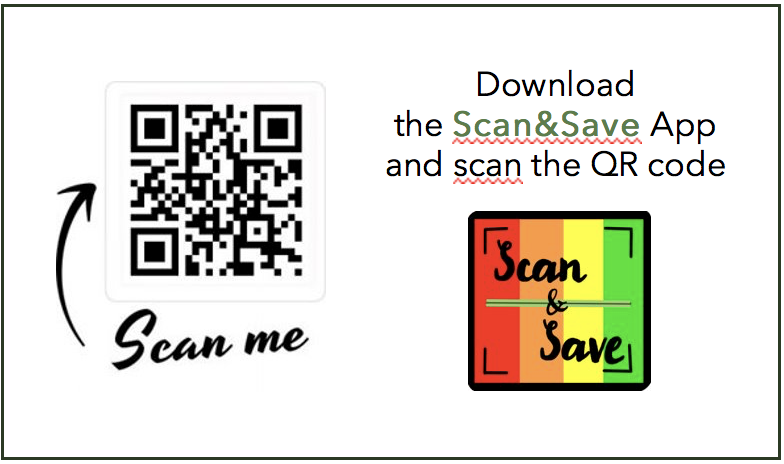 Download
the Scan&Save App
and scan the QR code
Scan
&
Save
Scan me